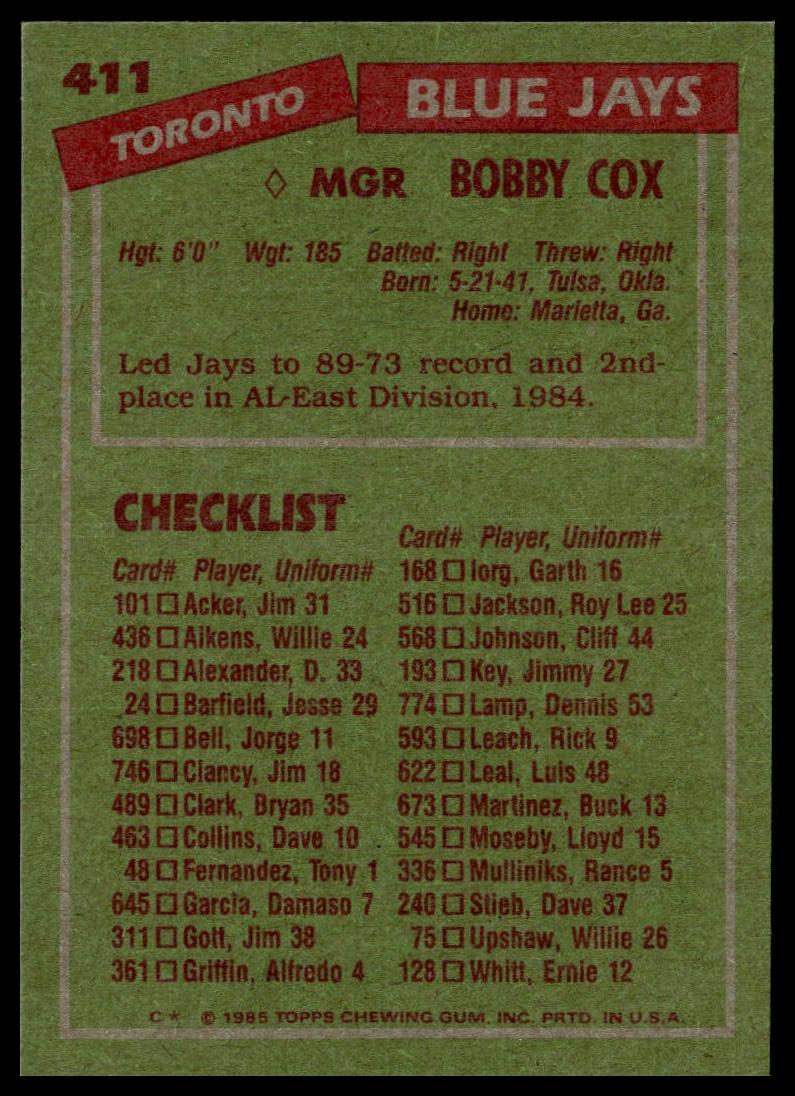 411
TORONTO BLUE JAYS
◇ MGR BOBBY COX
Hgt: 6'0" Wgt: 185 Batted: Right Threw: Right
Born: 5-21-41, Tulsa, Okla.
Home: Marietta, Ga.
Led Jays to 89-73 record and 2nd-
place in AL-East Division, 1984.
CHECKLIST
Card# Player, Uniform#
101 □ Acker, Jim 31
436 □ Aikens, Willie 24
218 □ Alexander, D. 33
24 □ Barfield, Jesse 29
698 □ Bell, Jorge 11
746 □ Clancy, Jim 18
489 □ Clark, Bryan 35
463 □ Collins, Dave 10
48 □ Fernandez, Tony 1
645 □ Garcia, Damaso 7
311 □ Gott, Jim 38
361 □ Griffin, Alfredo 4
Card# Player, Uniform#
168 □ Iorg, Garth 16
516 □ Jackson, Roy Lee 25
568 □ Johnson, Cliff 44
193 □ Key, Jimmy 27
774 □ Lamp, Dennis 53
593 □ Leach, Rick 9
622 □ Leal, Luis 48
673 □ Martinez, Buck 13
545 □ Moseby, Lloyd 15
336 □ Mulliniks, Rance 5
240 □ Stieb, Dave 37
75 □ Upshaw, Willie 26
128 □ Whitt, Ernie 12
C* © 1985 TOPPS CHEWING GUM, INC. PRTD. IN U.S.A.